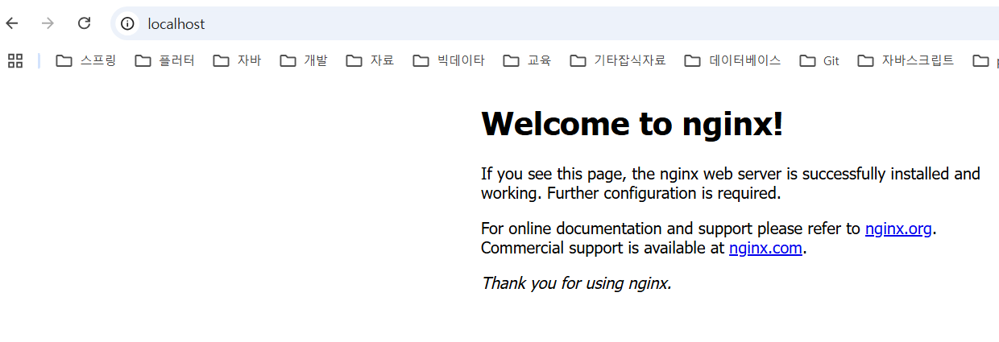 localhost
스프링 플러터 자바 개발 자료 빅데이타 교육 기타잡식자료 데이터베이스 Git 자바스크립트
Welcome to nginx!
If you see this page, the nginx web server is successfully installed and
working. Further configuration is required.
For online documentation and support please refer to nginx.org.
Commercial support is available at nginx.com.
Thank you for using nginx.